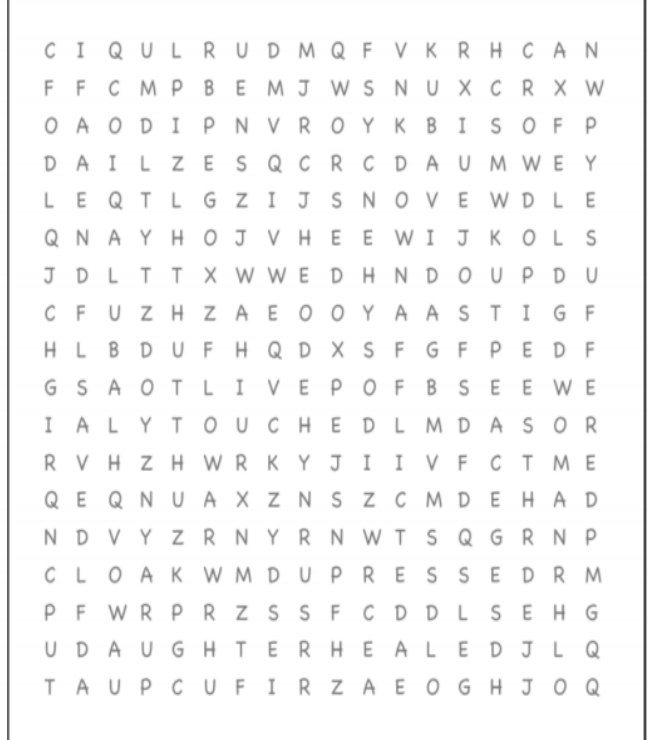 C I Q U L R U D M Q F V K R H C A N
F F C M P B E M J W S N U X C R X W
O A O D I P N V R O Y K B I S O F P
D A I L Z E S Q C R C D A U M W E Y
L E Q T L G Z I J S N O V E W D L E
Q N A Y H O J V H E E W I J K O L S
J D L T T X W W E D H N D O U P D U
C F U Z H Z A E O O Y A A S T I G F
H L B D U F H Q D X S F G F P E D F
G S A O T L I V E P O F B S E E W E
I A L Y T O U C H E D L M D A S O R
R V H Z H W R K Y J I I V F C T M E
Q E Q N U A X Z N S Z C M D E H A D
N D V Y Z R N Y R N W T S Q G R N P
C L O A K W M D U P R E S S E D R M
P F W R P R Z S S F C D D L S E H G
U D A U G H T E R H E A L E D J L Q
T A U P C U F I R Z A E O G H J O Q